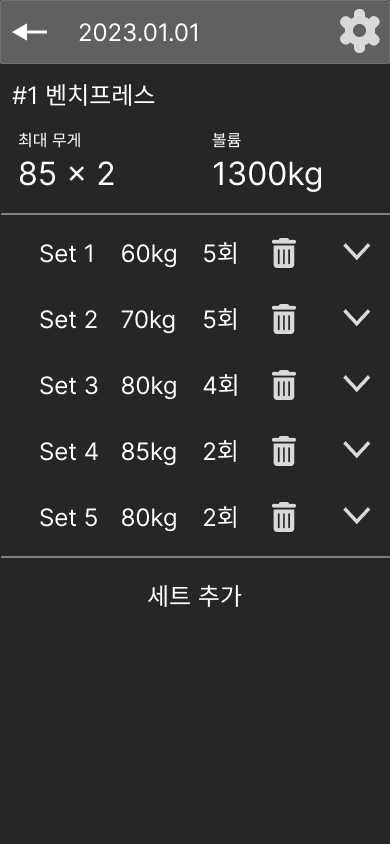 2023.01.01
#1 벤치프레스
최대 무게 볼륨
85 × 2 1300kg
Set 1 60kg 5회
Set 2 70kg 5회
Set 3 80kg 4회
Set 4 85kg 2회
Set 5 80kg 2회
세트 추가